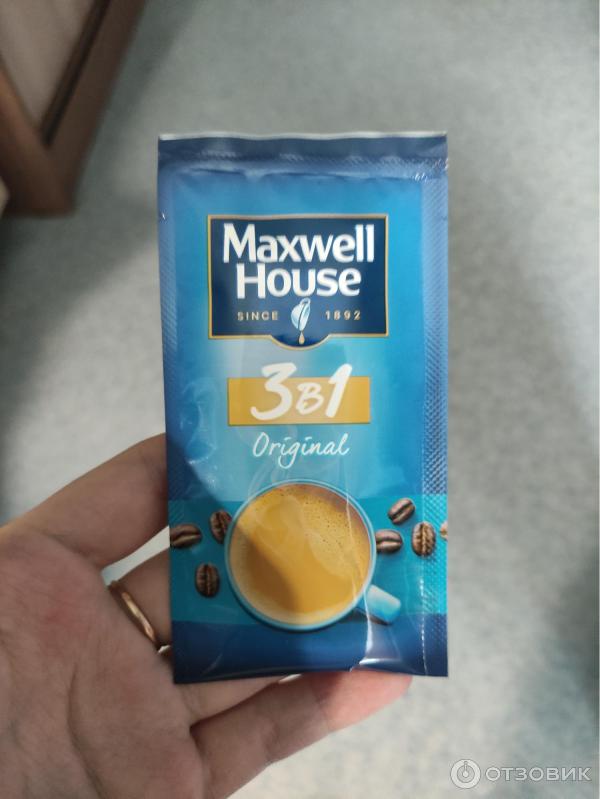 Maxwell
House
SINCE 1892
3в1
Original
ОТЗОВИК